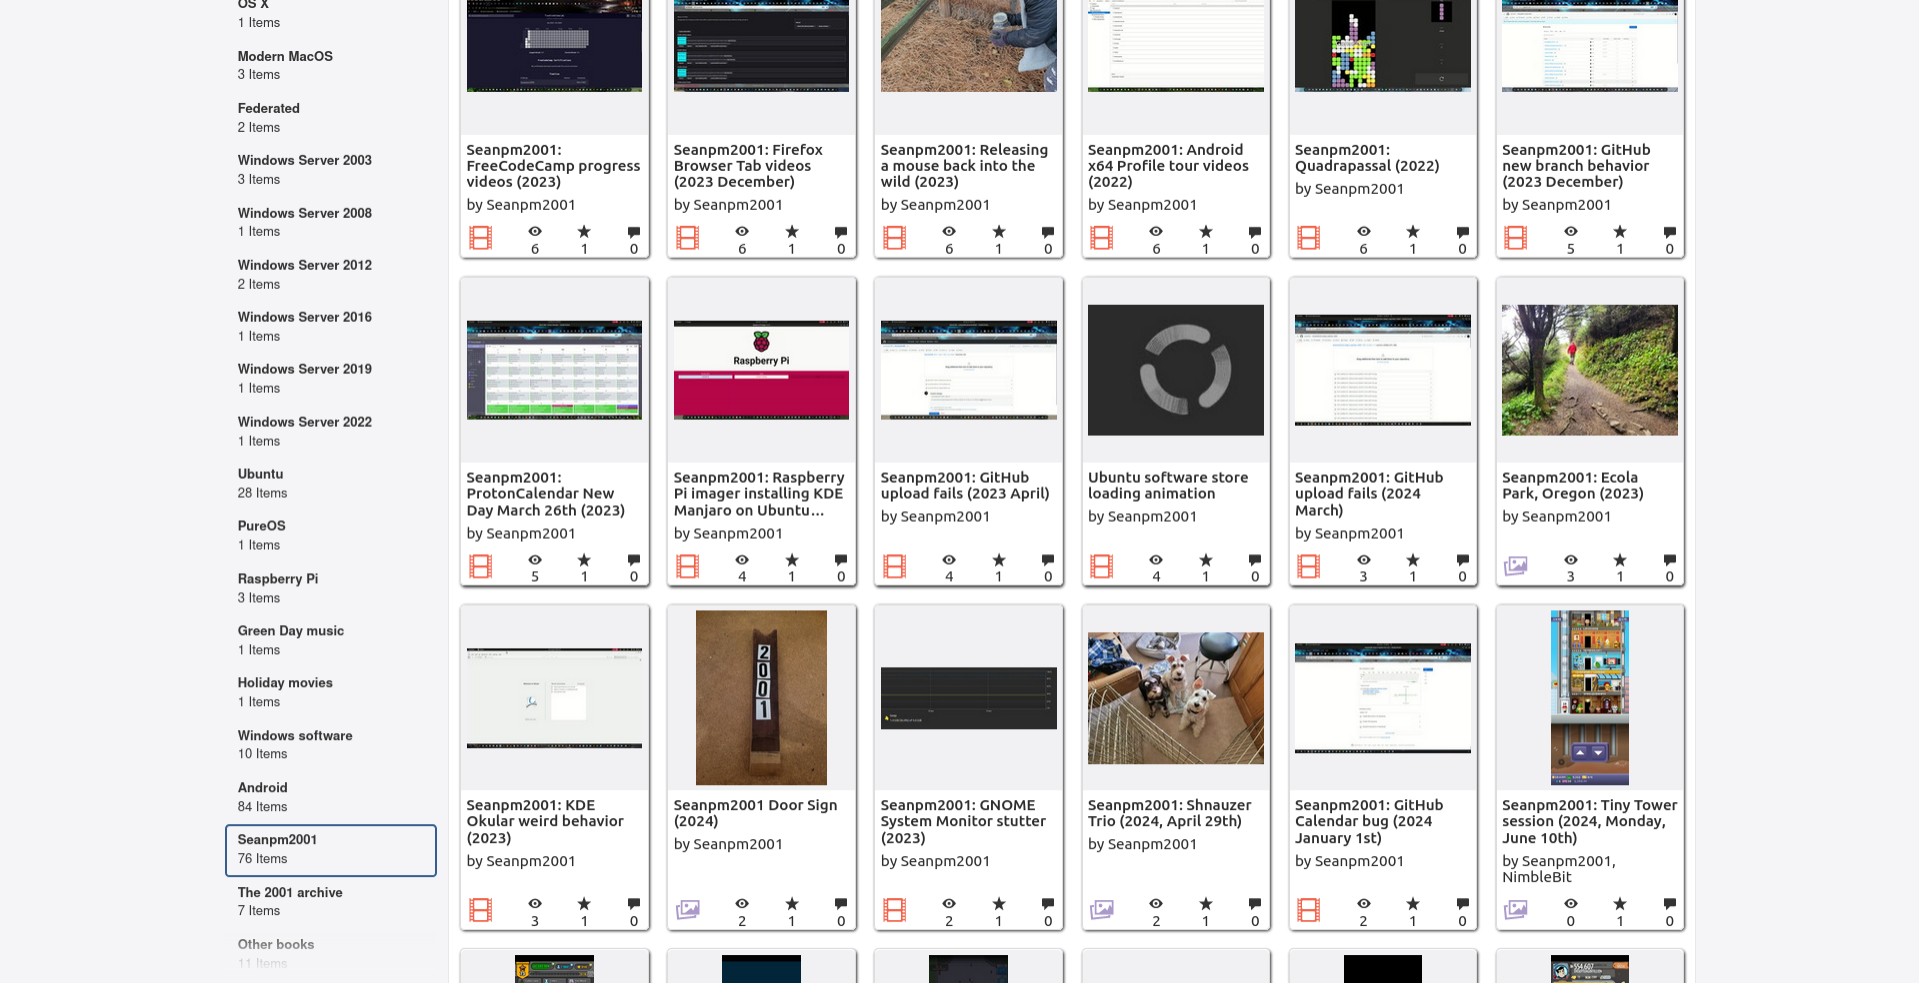 OS X
1 Items
Modern MacOS
3 Items
Federated
2 Items
Windows Server 2003
3 Items
Windows Server 2008
1 Items
Windows Server 2012
2 Items
Windows Server 2016
1 Items
Windows Server 2019
1 Items
Windows Server 2022
1 Items
Ubuntu
28 Items
PureOS
1 Items
Raspberry Pi
3 Items
Green Day music
1 Items
Holiday movies
1 Items
Windows software
10 Items
Android
84 Items
Seanpm2001
76 Items
The 2001 archive
7 Items
Other books
11 Items
Seanpm2001:
FreeCodeCamp progress
videos (2023)
by Seanpm2001
6 1 0
Seanpm2001: Firefox
Browser Tab videos
(2023 December)
by Seanpm2001
6 1 0
Seanpm2001: Releasing
a mouse back into the
wild (2023)
by Seanpm2001
6 1 0
Seanpm2001: Android
x64 Profile tour videos
(2022)
by Seanpm2001
6 1 0
Seanpm2001:
Quadrapassal (2022)
by Seanpm2001
6 1 0
Seanpm2001: GitHub
new branch behavior
(2023 December)
by Seanpm2001
5 1 0
Seanpm2001:
ProtonCalendar New
Day March 26th (2023)
by Seanpm2001
5 1 0
Raspberry Pi
Seanpm2001: Raspberry
Pi imager installing KDE
Manjaro on Ubuntu...
by Seanpm2001
4 1 0
Seanpm2001: GitHub
upload fails (2023 April)
by Seanpm2001
4 1 0
Ubuntu software store
loading animation
by Seanpm2001
4 1 0
Seanpm2001: GitHub
upload fails (2024
March)
by Seanpm2001
3 1 0
Seanpm2001: Ecola
Park, Oregon (2023)
by Seanpm2001
3 1 0
Seanpm2001: KDE
Okular weird behavior
(2023)
by Seanpm2001
3 1 0
2001
Seanpm2001 Door Sign
(2024)
by Seanpm2001
2 1 0
Seanpm2001: GNOME
System Monitor stutter
(2023)
by Seanpm2001
2 1 0
Seanpm2001: Shnauzer
Trio (2024, April 29th)
by Seanpm2001
2 1 0
Seanpm2001: GitHub
Calendar bug (2024
January 1st)
by Seanpm2001
2 1 0
Seanpm2001: Tiny Tower
session (2024, Monday,
June 10th)
by Seanpm2001,
NimbleBit
0 1 0
554,607